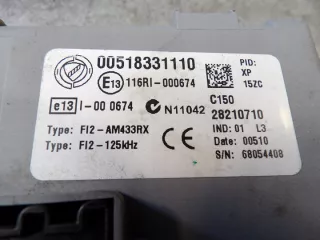 00518331110
E13 116RI-000674
PID:
XP
15ZC
e13 I-00 0674
N11042
C150
28210710
Type: FI2-AM433RX
IND: 01 L3
Type: FI2-125kHz
CE
Date: 00510
S/N: 68054408